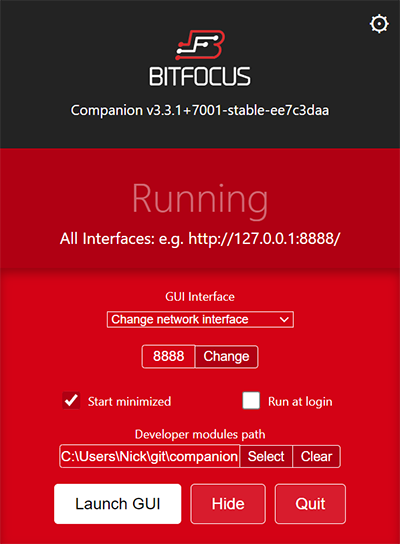 BITFOCUS
Companion v3.3.1+7001-stable-ee7c3daa
Running
All Interfaces: e.g. http://127.0.0.1:8888/
GUI Interface
Change network interface
8888 Change
Start minimized Run at login
Developer modules path
C:\Users\Nick\git\companion Select Clear
Launch GUI Hide Quit